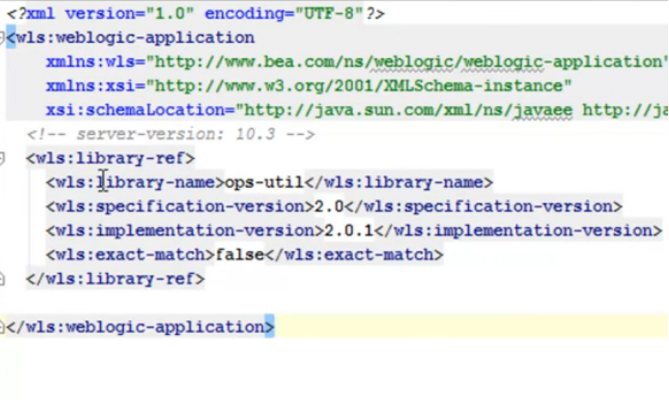 <?xml version="1.0" encoding="UTF-8"?>
<wls:weblogic-application
xmlns:wls="http://www.bea.com/ns/weblogic/weblogic-application"
xmlns:xsi="http://www.w3.org/2001/XMLSchema-instance"
xsi:schemaLocation="http://java.sun.com/xml/ns/javaee http://ja
<!-- server-version: 10.3 -->
<wls:library-ref>
<wls:library-name>ops-util</wls:library-name>
<wls:specification-version>2.0</wls:specification-version>
<wls:implementation-version>2.0.1</wls:implementation-version>
<wls:exact-match>false</wls:exact-match>
</wls:library-ref>
</wls:weblogic-application>